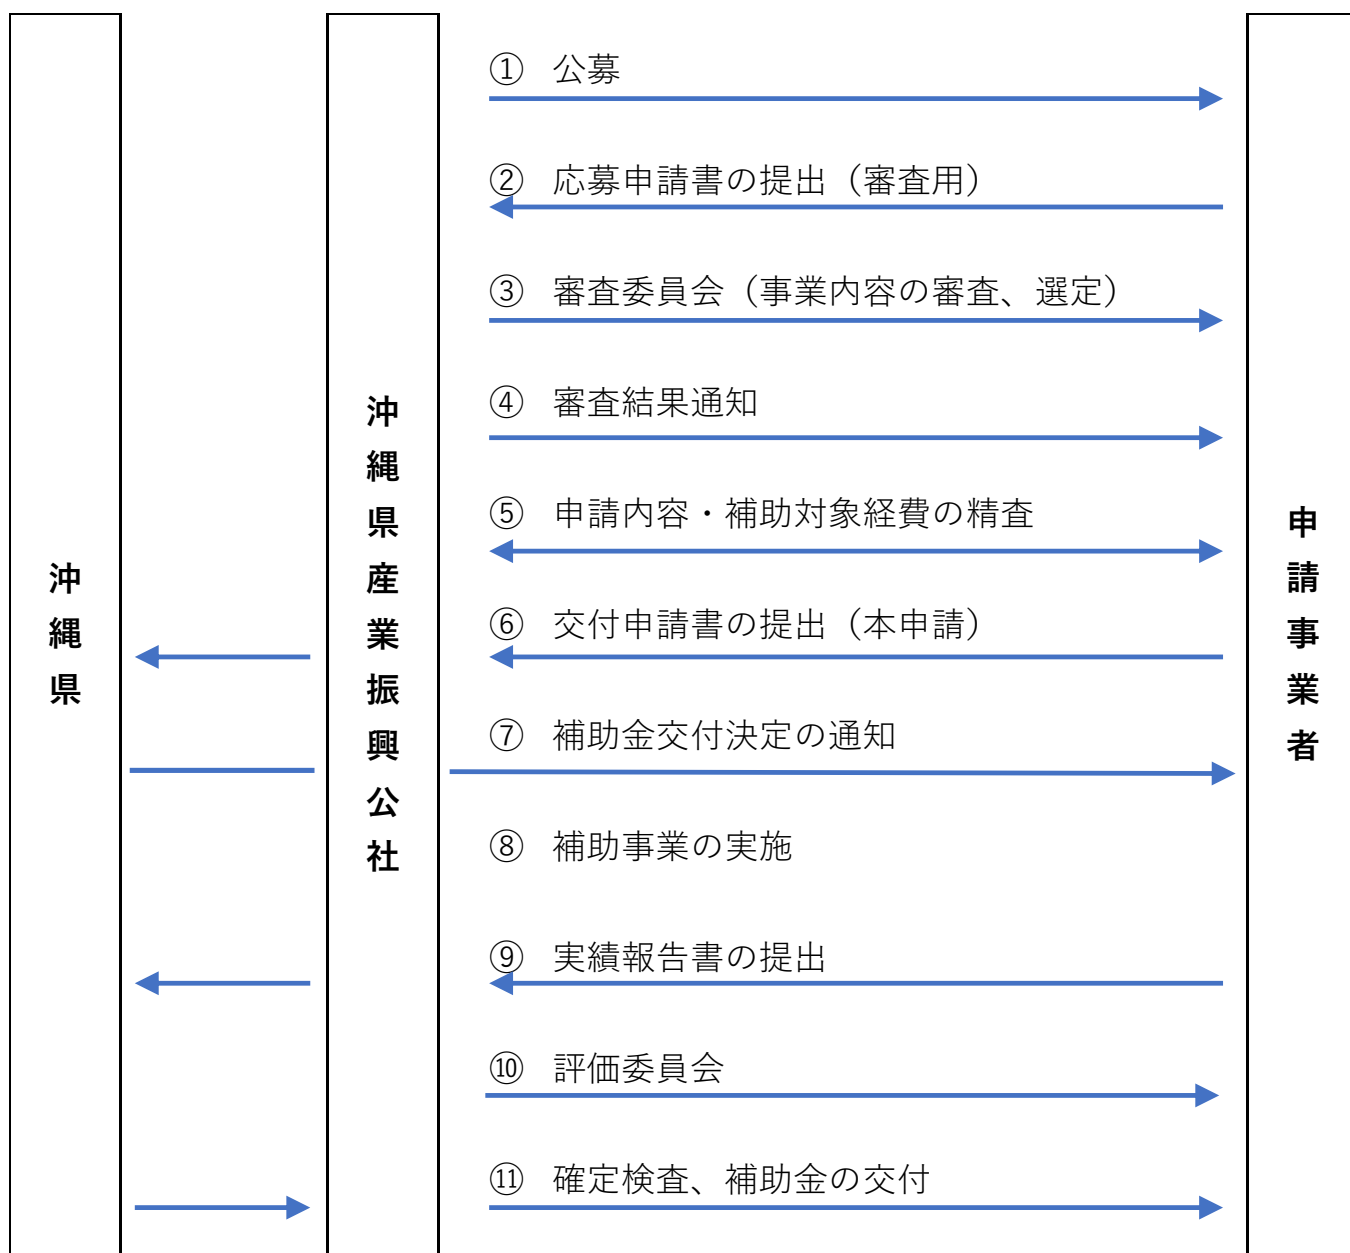 沖縄県
沖縄県産業振興公社
① 公募
② 応募申請書の提出（審査用）
③ 審査委員会（事業内容の審査、選定）
④ 審査結果通知
⑤ 申請内容・補助対象経費の精査
⑥ 交付申請書の提出（本申請）
⑦ 補助金交付決定の通知
⑧ 補助事業の実施
⑨ 実績報告書の提出
⑩ 評価委員会
⑪ 確定検査、補助金の交付
申請事業者